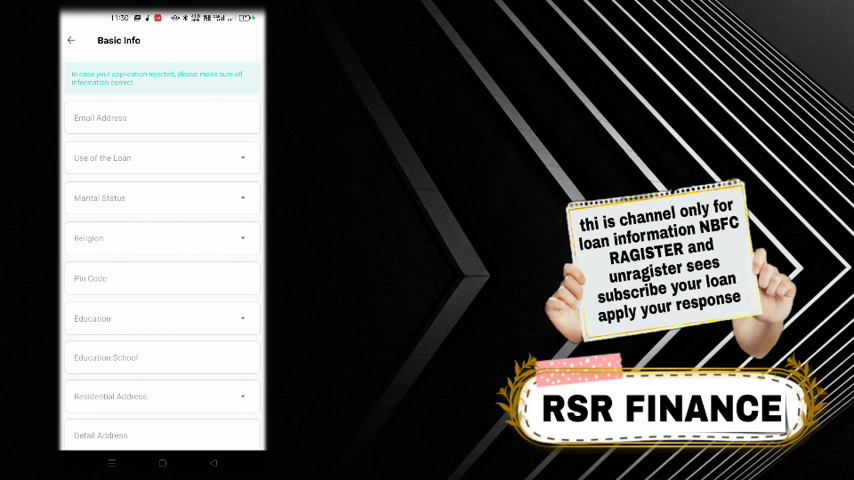 11:30
Basic Info
In case your application rejected, please make sure all
information correct.
Email Address
Use of the Loan
Marital Status
Religion
Pin Code
Education
Education School
Residential Address
Detail Address
thi is channel only for
loan information NBFC
RAGISTER and
unragister sees
subscribe your loan
apply your response
RSR FINANCE